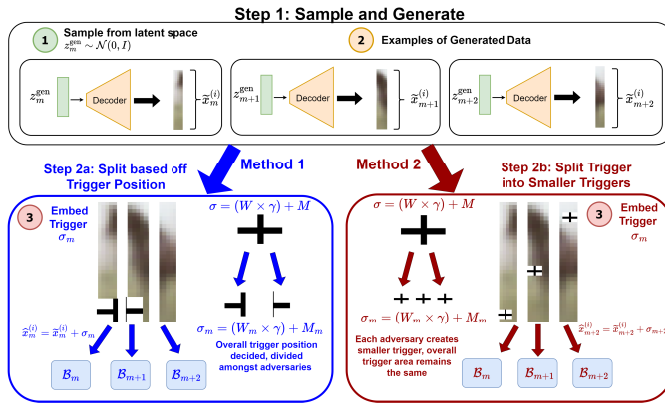 Step 1: Sample and Generate
1 Sample from latent space
z_m^gen ∼ 𝒩(0, I)
2 Examples of Generated Data
z_m^gen Decoder x̃_m^(i)
z_{m+1}^gen Decoder x̃_{m+1}^(i)
z_{m+2}^gen Decoder x̃_{m+2}^(i)
Step 2a: Split based off
Trigger Position
Method 1
Method 2
Step 2b: Split Trigger
into Smaller Triggers
3 Embed
Trigger
σ_m
σ = (W × γ) + M
x̂_m^(i) = x̃_m^(i) + σ_m
σ_m = (W_m × γ) + M_m
Overall trigger position
decided, divided
amongst adversaries
ℬ_m ℬ_{m+1} ℬ_{m+2}
σ = (W × γ) + M
σ_m = (W_m × γ) + M_m
Each adversary creates
smaller trigger, overall
trigger area remains
the same
3 Embed
Trigger
σ_m
x̂_{m+2}^(i) = x̃_{m+2}^(i) + σ_{m+2}
ℬ_m ℬ_{m+1} ℬ_{m+2}